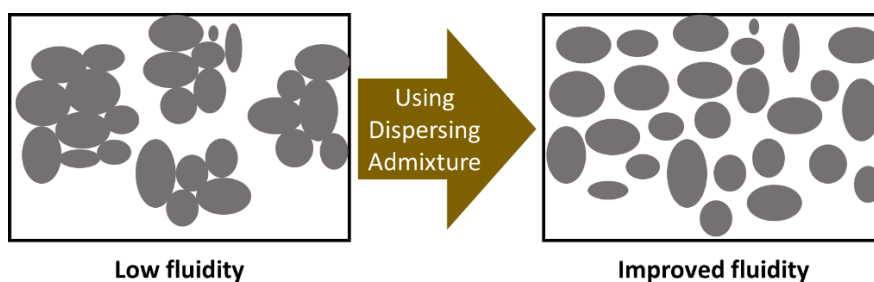 Using
Dispersing
Admixture
Low fluidity
Improved fluidity